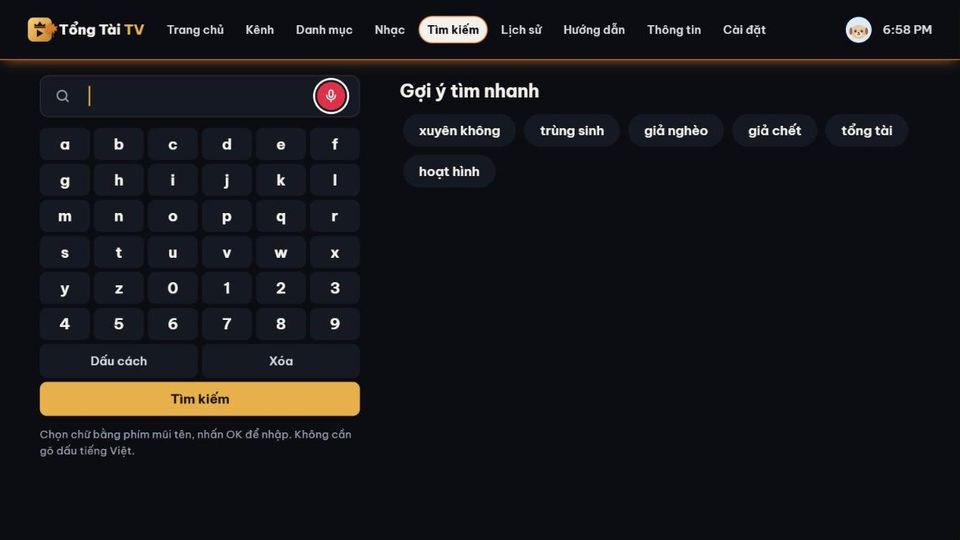 Tổng Tài TV Trang chủ Kênh Danh mục Nhạc Tìm kiếm Lịch sử Hướng dẫn Thông tin Cài đặt 6:58 PM
a b c d e f
g h i j k l
m n o p q r
s t u v w x
y z 0 1 2 3
4 5 6 7 8 9
Dấu cách Xóa
Tìm kiếm
Chọn chữ bằng phím mũi tên, nhấn OK để nhập. Không cần
gõ dấu tiếng Việt.
Gợi ý tìm nhanh
xuyên không trùng sinh giả nghèo giả chết tổng tài
hoạt hình